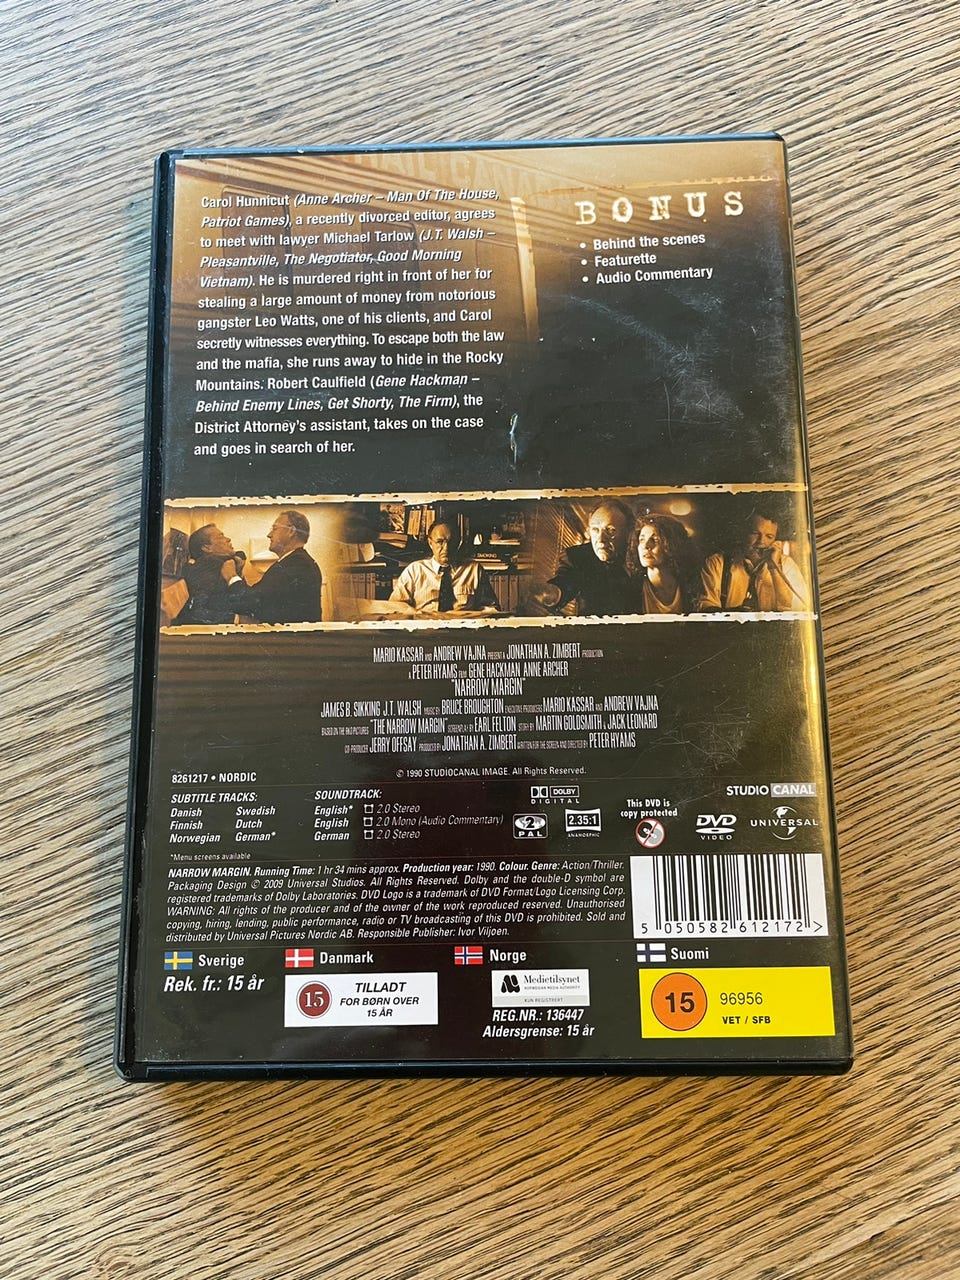 Carol Hunnicut (Anne Archer – Man Of The House,
Patriot Games), a recently divorced editor, agrees
to meet with lawyer Michael Tarlow (J.T. Walsh –
Pleasantville, The Negotiator, Good Morning
Vietnam). He is murdered right in front of her for
stealing a large amount of money from notorious
gangster Leo Watts, one of his clients, and Carol
secretly witnesses everything. To escape both the law
and the mafia, she runs away to hide in the Rocky
Mountains. Robert Caulfield (Gene Hackman –
Behind Enemy Lines, Get Shorty, The Firm), the
District Attorney's assistant, takes on the case
and goes in search of her.
BONUS
• Behind the scenes
• Featurette
• Audio Commentary
MARIO KASSAR AND ANDREW VAJNA PRESENT A JONATHAN A. ZIMBERT PRODUCTION
A PETER HYAMS FILM GENE HACKMAN ANNE ARCHER
"NARROW MARGIN"
JAMES B. SIKKING J.T. WALSH MUSIC BY BRUCE BROUGHTON EXECUTIVE PRODUCERS MARIO KASSAR AND ANDREW VAJNA
BASED ON THE RKO PICTURES "THE NARROW MARGIN" SCREENPLAY BY EARL FELTON STORY BY MARTIN GOLDSMITH & JACK LEONARD
CO-PRODUCER JERRY OFFSAY PRODUCED BY JONATHAN A. ZIMBERT WRITTEN FOR THE SCREEN AND DIRECTED BY PETER HYAMS
© 1990 STUDIOCANAL IMAGE. All Rights Reserved.
8261217 • NORDIC
SUBTITLE TRACKS:
Danish Swedish
Finnish Dutch
Norwegian German*
*Menu screens available
SOUNDTRACK:
English* 2.0 Stereo
English 2.0 Mono (Audio Commentary)
German 2.0 Stereo
DOLBY
DIGITAL
2
PAL
2.35:1
ANAMORPHIC
This DVD is
copy protected
STUDIO CANAL
DVD
VIDEO
UNIVERSAL
NARROW MARGIN. Running Time: 1 hr 34 mins approx. Production year: 1990. Colour. Genre: Action/Thriller.
Packaging Design © 2009 Universal Studios. All Rights Reserved. Dolby and the double-D symbol are
registered trademarks of Dolby Laboratories. DVD Logo is a trademark of DVD Format/Logo Licensing Corp.
WARNING: All rights of the producer and of the owner of the work reproduced reserved. Unauthorised
copying, hiring, lending, public performance, radio or TV broadcasting of this DVD is prohibited. Sold and
distributed by Universal Pictures Nordic AB. Responsible Publisher: Ivor Viljoen.
5 050582 612172 >
Sverige
Rek. fr.: 15 år
Danmark
15
TILLADT
FOR BØRN OVER
15 ÅR
Norge
Medietilsynet
NORWEGIAN MEDIA AUTHORITY
KUN REGISTRERT
REG.NR.: 136447
Aldersgrense: 15 år
Suomi
15
96956
VET / SFB